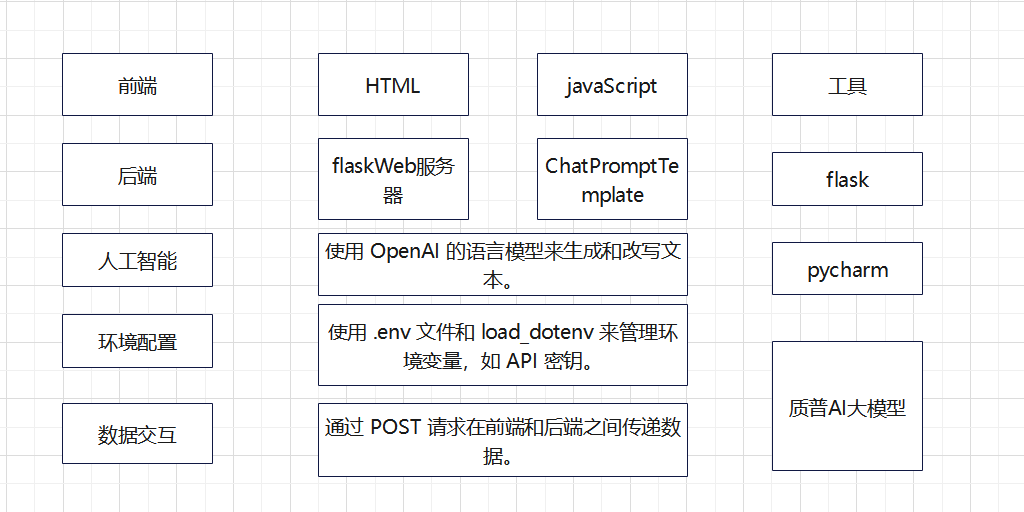 前端
HTML
javaScript
工具
后端
flaskWeb服务
器
ChatPromptTe
mplate
flask
人工智能
使用 OpenAI 的语言模型来生成和改写文
本。
pycharm
环境配置
使用 .env 文件和 load_dotenv 来管理环
境变量，如 API 密钥。
质普AI大模型
数据交互
通过 POST 请求在前端和后端之间传递数
据。